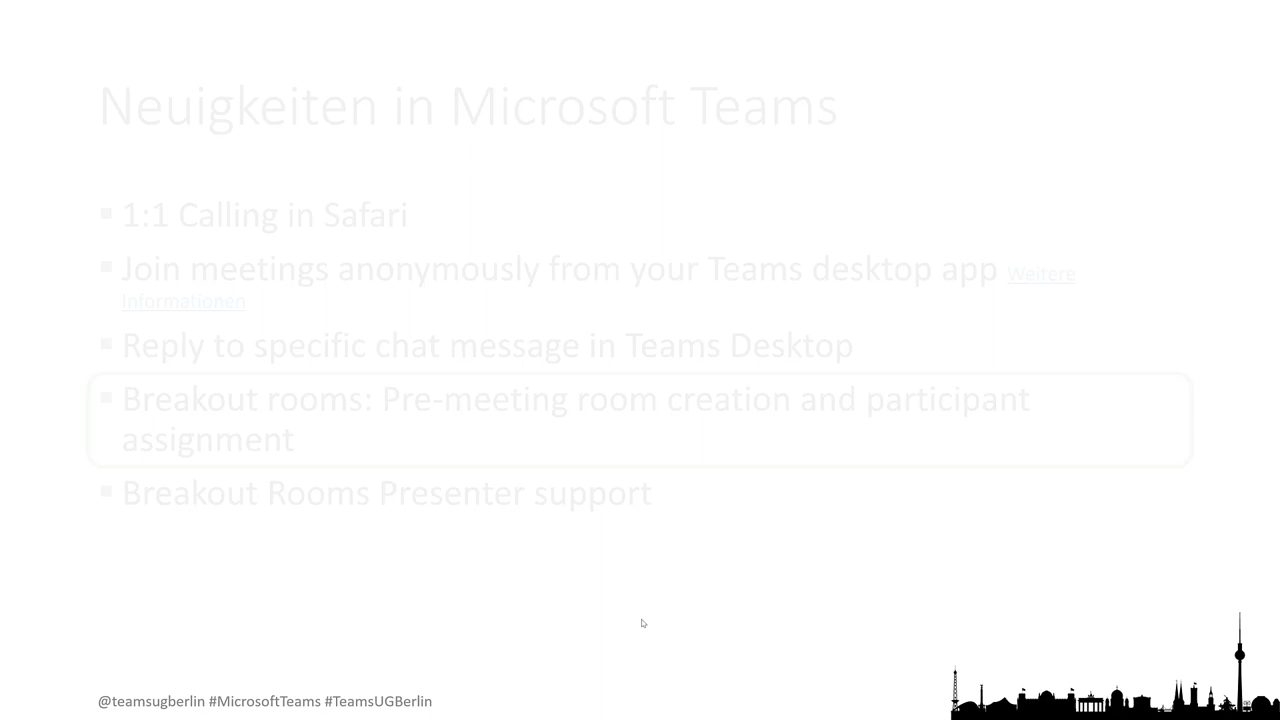 Neuigkeiten in Microsoft Teams
1:1 Calling in Safari
Join meetings anonymously from your Teams desktop app Weitere
Informationen
Reply to specific chat message in Teams Desktop
Breakout rooms: Pre-meeting room creation and participant
assignment
Breakout Rooms Presenter support
@teamsugberlin #MicrosoftTeams #TeamsUGBerlin